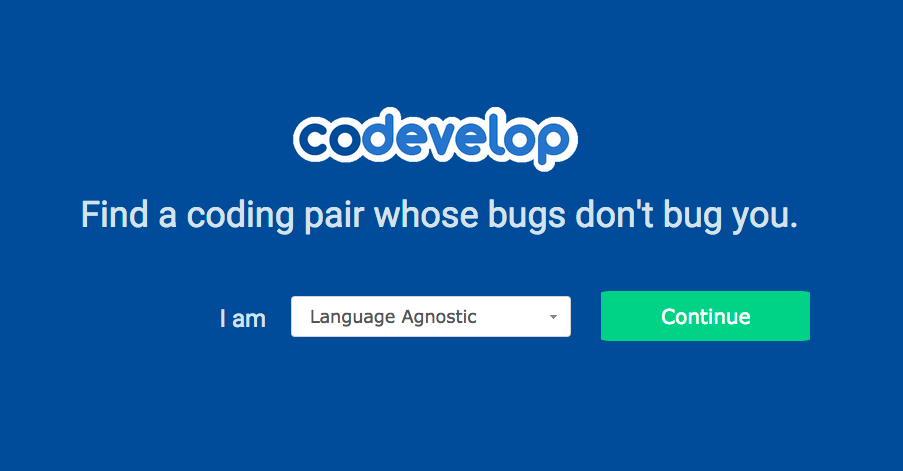 codevelop
Find a coding pair whose bugs don't bug you.
I am
Language Agnostic
Continue